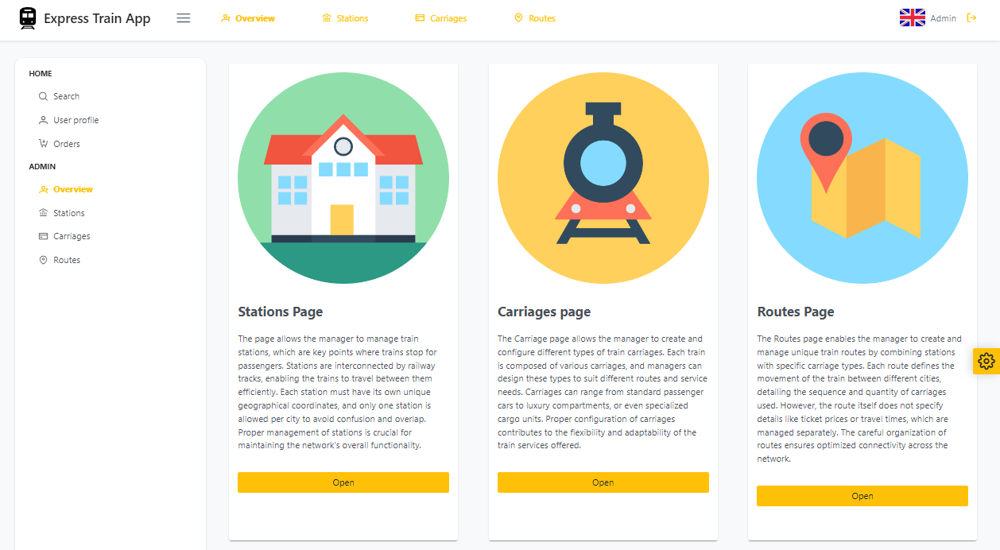 Express Train App
Overview
Stations
Carriages
Routes
Admin
HOME
Search
User profile
Orders
ADMIN
Overview
Stations
Carriages
Routes
Stations Page
The page allows the manager to manage train
stations, which are key points where trains stop for
passengers. Stations are interconnected by railway
tracks, enabling the trains to travel between them
efficiently. Each station must have its own unique
geographical coordinates, and only one station is
allowed per city to avoid confusion and overlap.
Proper management of stations is crucial for
maintaining the network's overall functionality.
Open
Carriages page
The Carriage page allows the manager to create and
configure different types of train carriages. Each train
is composed of various carriages, and managers can
design these types to suit different routes and service
needs. Carriages can range from standard passenger
cars to luxury compartments, or even specialized
cargo units. Proper configuration of carriages
contributes to the flexibility and adaptability of the
train services offered.
Open
Routes Page
The Routes page enables the manager to create and
manage unique train routes by combining stations
with specific carriage types. Each route defines the
movement of the train between different cities,
detailing the sequence and quantity of carriages
used. However, the route itself does not specify
details like ticket prices or travel times, which are
managed separately. The careful organization of
routes ensures optimized connectivity across the
network.
Open